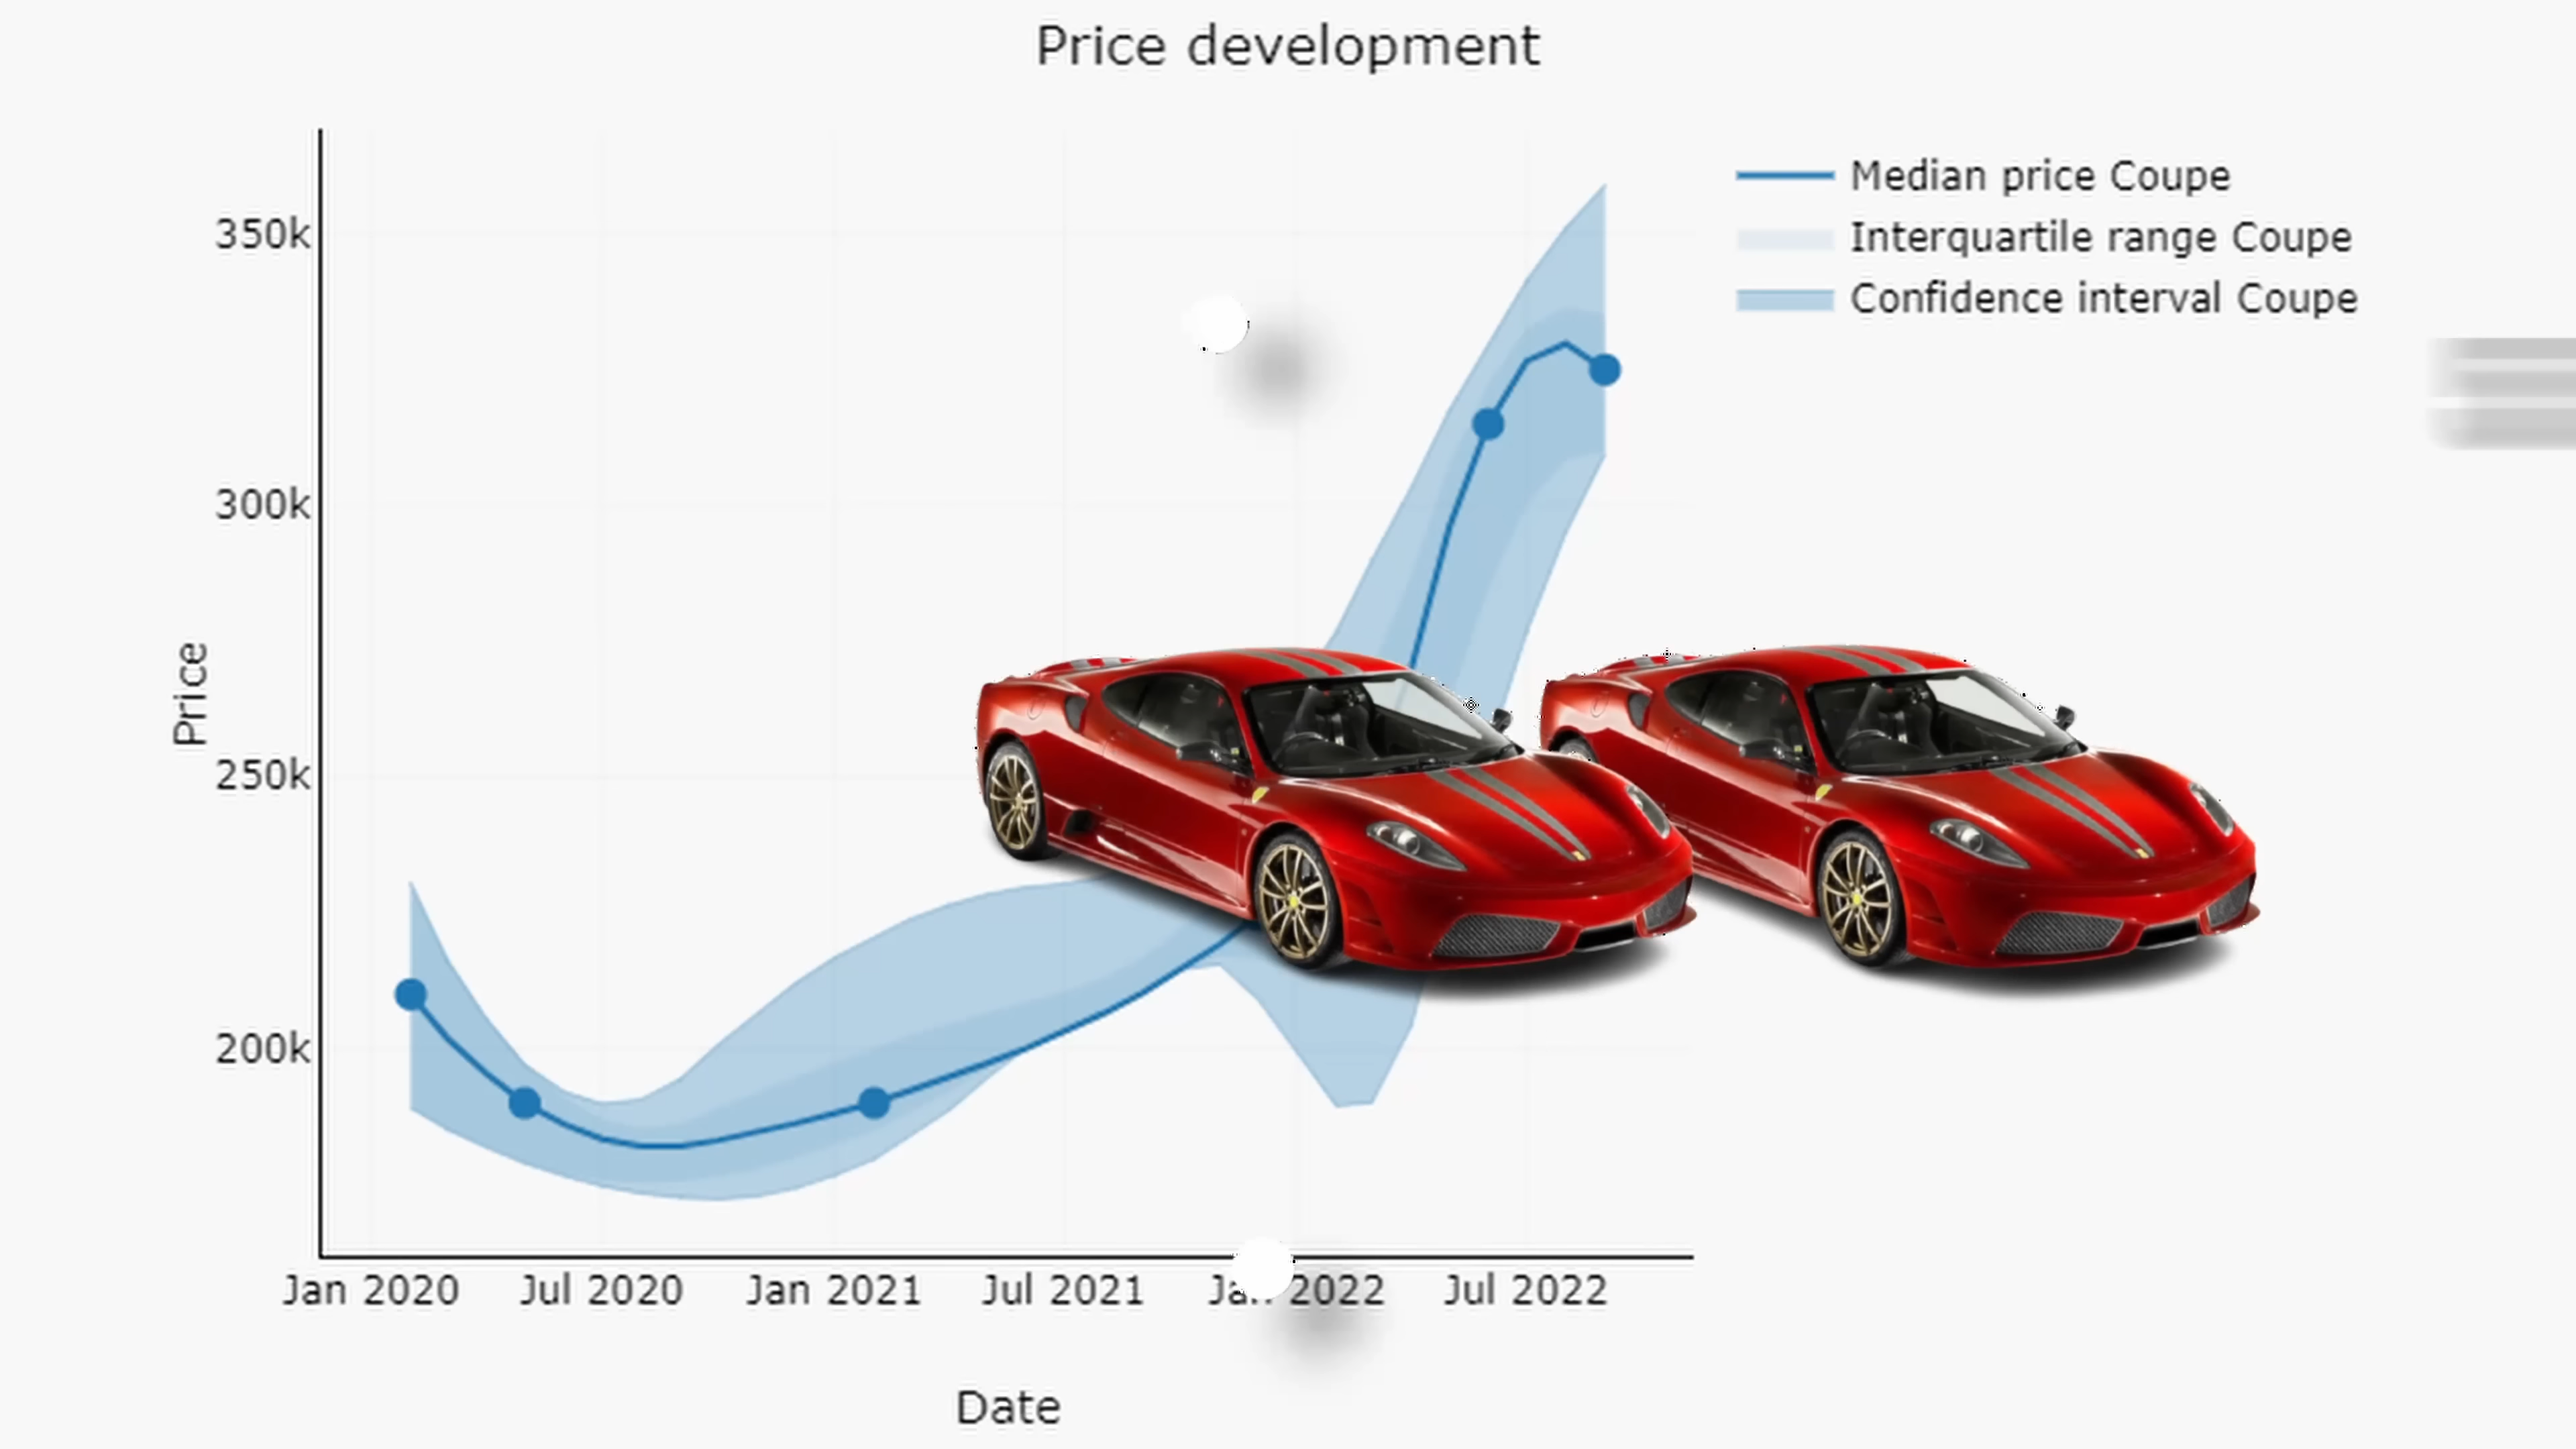 Price development
Median price Coupe
Interquartile range Coupe
Confidence interval Coupe
350k
300k
250k
200k
Price
Jan 2020 Jul 2020 Jan 2021 Jul 2021 Jan 2022 Jul 2022
Date